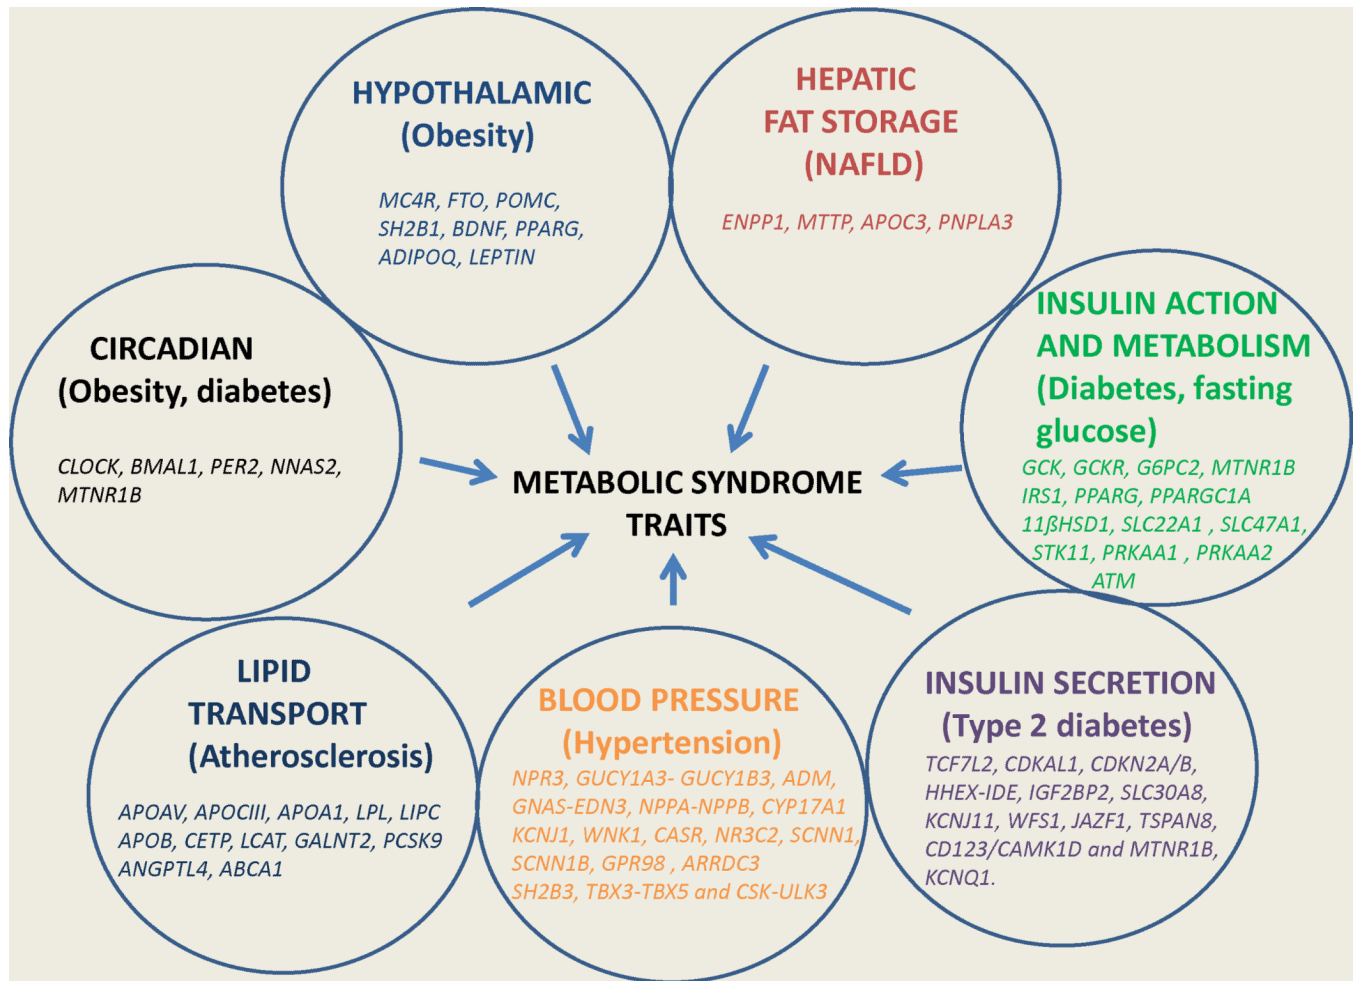 HYPOTHALAMIC
(Obesity)
MC4R, FTO, POMC,
SH2B1, BDNF, PPARG,
ADIPOQ, LEPTIN
HEPATIC
FAT STORAGE
(NAFLD)
ENPP1, MTTP, APOC3, PNPLA3
CIRCADIAN
(Obesity, diabetes)
CLOCK, BMAL1, PER2, NNAS2,
MTNR1B
INSULIN ACTION
AND METABOLISM
(Diabetes, fasting
glucose)
GCK, GCKR, G6PC2, MTNR1B
IRS1, PPARG, PPARGC1A
11ßHSD1, SLC22A1 , SLC47A1,
STK11, PRKAA1 , PRKAA2
ATM
METABOLIC SYNDROME
TRAITS
LIPID
TRANSPORT
(Atherosclerosis)
APOAV, APOCIII, APOA1, LPL, LIPC
APOB, CETP, LCAT, GALNT2, PCSK9
ANGPTL4, ABCA1
BLOOD PRESSURE
(Hypertension)
NPR3, GUCY1A3- GUCY1B3, ADM,
GNAS-EDN3, NPPA-NPPB, CYP17A1
KCNJ1, WNK1, CASR, NR3C2, SCNN1,
SCNN1B, GPR98 , ARRDC3
SH2B3, TBX3-TBX5 and CSK-ULK3
INSULIN SECRETION
(Type 2 diabetes)
TCF7L2, CDKAL1, CDKN2A/B,
HHEX-IDE, IGF2BP2, SLC30A8,
KCNJ11, WFS1, JAZF1, TSPAN8,
CD123/CAMK1D and MTNR1B,
KCNQ1.